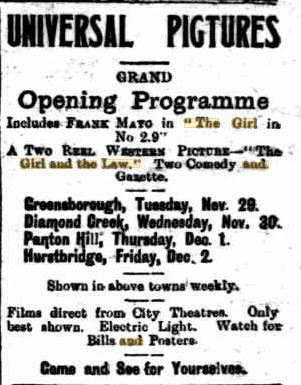 UNIVERSAL PICTURES
GRAND
Opening Programme
Includes FRANK MAYO in "The Girl in
No 2.9"
A TWO REEL WESTERN PICTURE—"The
Girl and the Law." Two Comedy and
Gazette.
Greensborough, Tuesday, Nov. 29.
Diamond Creek, Wednesday, Nov. 30.
Panton Hill, Thursday, Dec. 1.
Hurstbridge, Friday, Dec. 2.
Shown in above towns weekly.
Films direct from City Theatres. Only
best shown. Electric Light. Watch for
Bills and Posters.
Come and See for Yourselves.